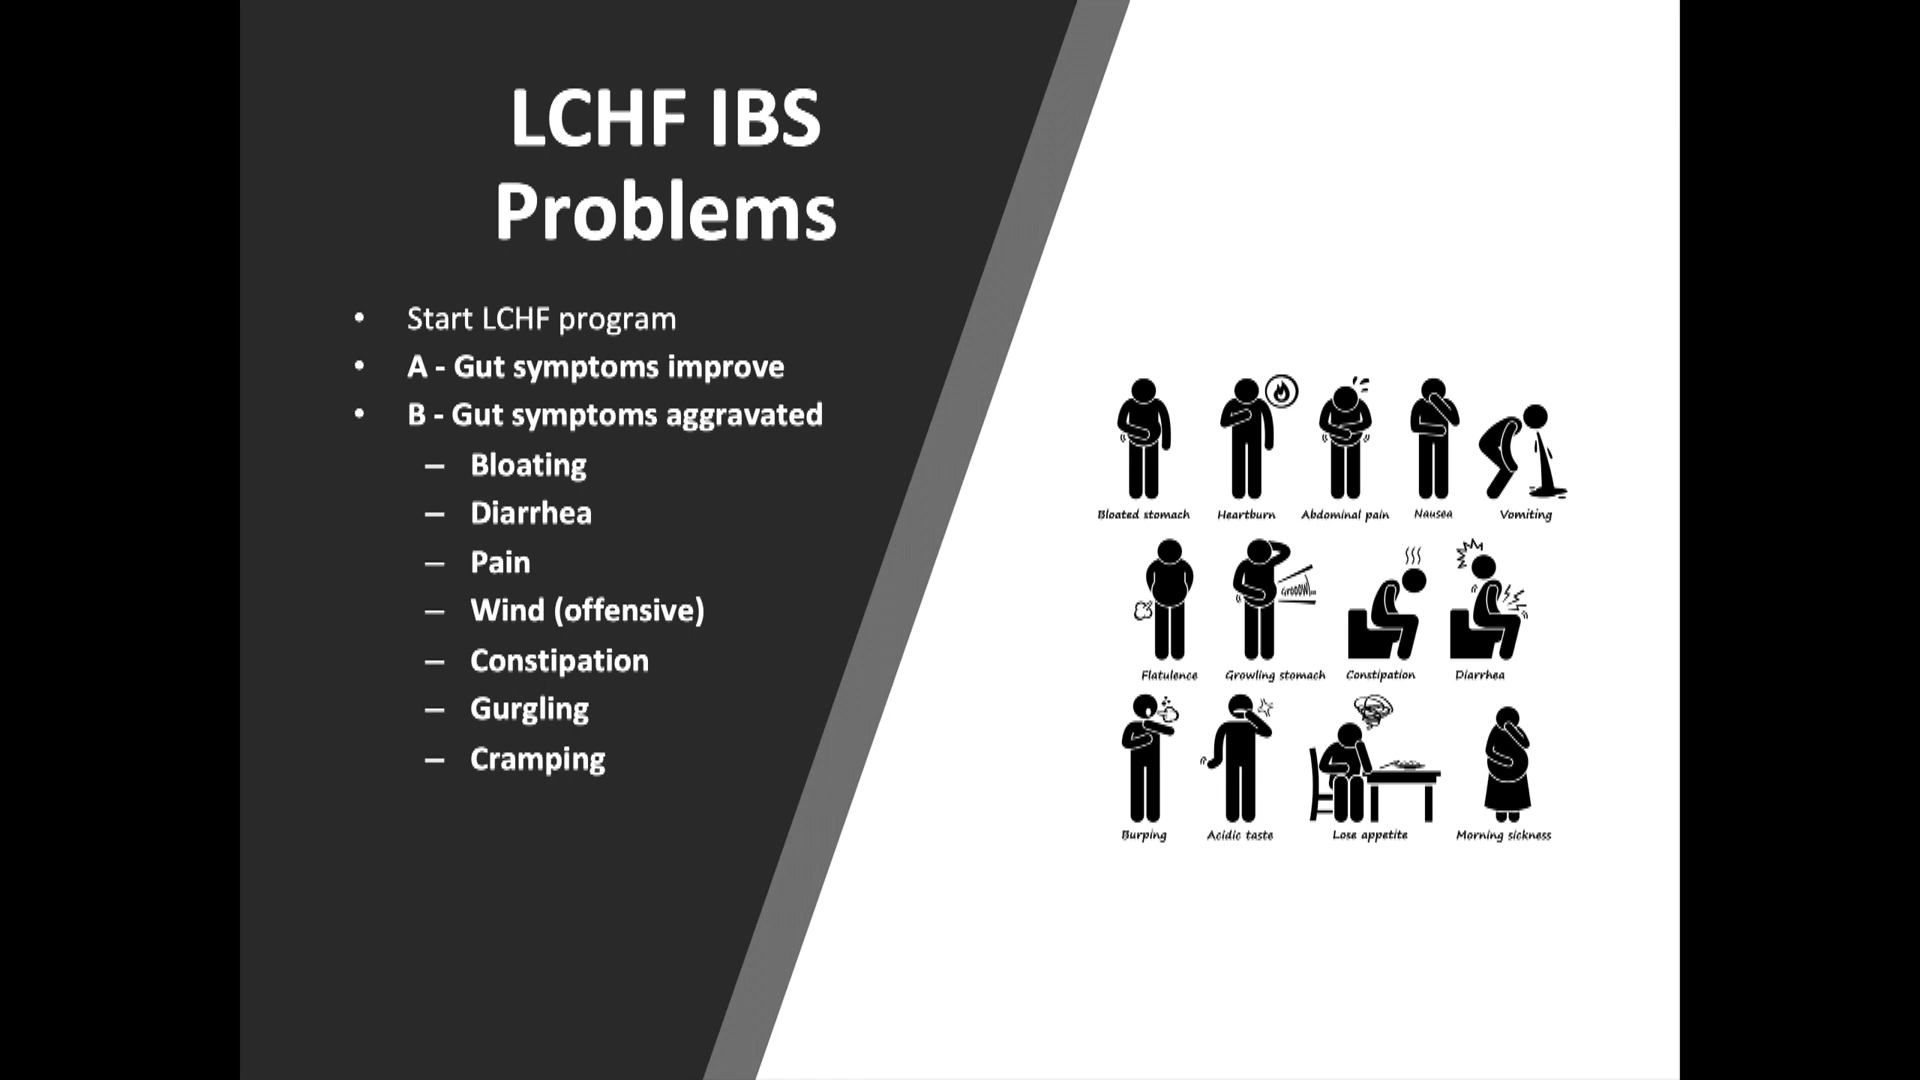 LCHF IBS
Problems
• Start LCHF program
• A - Gut symptoms improve
• B - Gut symptoms aggravated
– Bloating
– Diarrhea
– Pain
– Wind (offensive)
– Constipation
– Gurgling
– Cramping
Bloated stomach Heartburn Abdominal pain Nausea Vomiting
GrOOOW!...
Flatulence Growling stomach Constipation Diarrhea
Burping Acidic taste Lose appetite Morning sickness